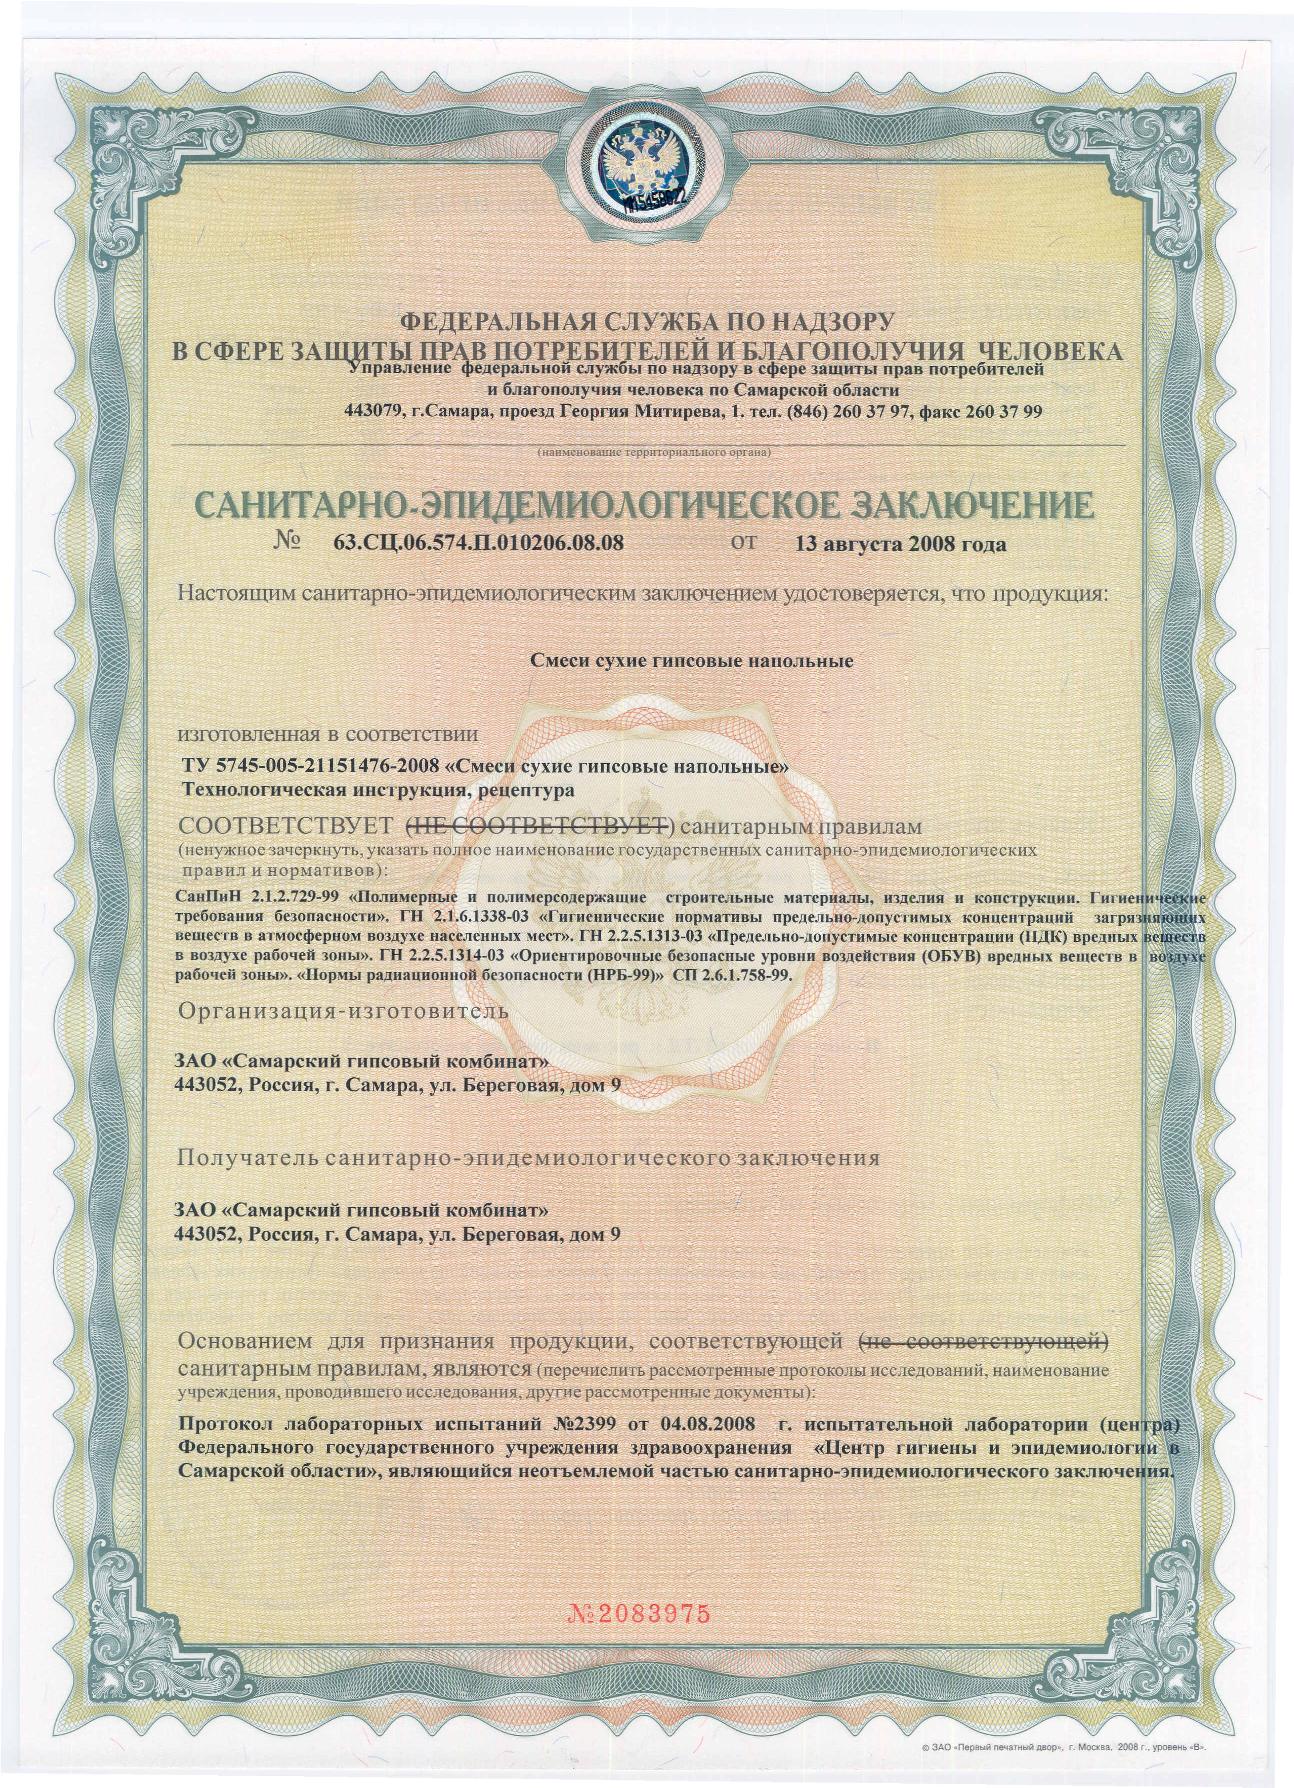 ФЕДЕРАЛЬНАЯ СЛУЖБА ПО НАДЗОРУ
В СФЕРЕ ЗАЩИТЫ ПРАВ ПОТРЕБИТЕЛЕЙ И БЛАГОПОЛУЧИЯ ЧЕЛОВЕКА
Управление федеральной службы по надзору в сфере защиты прав потребителей
и благополучия человека по Самарской области
443079, г.Самара, проезд Георгия Митирева, 1. тел. (846) 260 37 97, факс 260 37 99
(наименование территориального органа)
САНИТАРНО-ЭПИДЕМИОЛОГИЧЕСКОЕ ЗАКЛЮЧЕНИЕ
№ 63.СЦ.06.574.П.010206.08.08 от 13 августа 2008 года
Настоящим санитарно-эпидемиологическим заключением удостоверяется, что продукция:
Смеси сухие гипсовые напольные
изготовленная в соответствии
ТУ 5745-005-21151476-2008 «Смеси сухие гипсовые напольные»
Технологическая инструкция, рецептура
СООТВЕТСТВУЕТ (НЕ СООТВЕТСТВУЕТ) санитарным правилам
(ненужное зачеркнуть, указать полное наименование государственных санитарно-эпидемиологических
правил и нормативов):
СанПиН 2.1.2.729-99 «Полимерные и полимерсодержащие строительные материалы, изделия и конструкции. Гигиенические
требования безопасности». ГН 2.1.6.1338-03 «Гигиенические нормативы предельно-допустимых концентраций загрязняющих
веществ в атмосферном воздухе населенных мест». ГН 2.2.5.1313-03 «Предельно-допустимые концентрации (ПДК) вредных веществ
в воздухе рабочей зоны». ГН 2.2.5.1314-03 «Ориентировочные безопасные уровни воздействия (ОБУВ) вредных веществ в воздухе
рабочей зоны». «Нормы радиационной безопасности (НРБ-99)» СП 2.6.1.758-99.
Организация-изготовитель
ЗАО «Самарский гипсовый комбинат»
443052, Россия, г. Самара, ул. Береговая, дом 9
Получатель санитарно-эпидемиологического заключения
ЗАО «Самарский гипсовый комбинат»
443052, Россия, г. Самара, ул. Береговая, дом 9
Основанием для признания продукции, соответствующей (не соответствующей)
санитарным правилам, являются (перечислить рассмотренные протоколы исследований, наименование
учреждения, проводившего исследования, другие рассмотренные документы):
Протокол лабораторных испытаний №2399 от 04.08.2008 г. испытательной лаборатории (центра)
Федерального государственного учреждения здравоохранения «Центр гигиены и эпидемиологии в
Самарской области», являющийся неотъемлемой частью санитарно-эпидемиологического заключения.
№2083975
© ЗАО «Первый печатный двор», г. Москва, 2008 г., уровень «В».